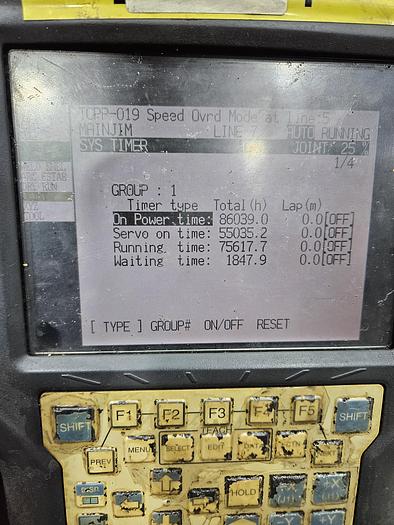 TCPP-019 Speed Ovrd Mode at line 5
MAINJIM LINE 7 AUTO RUNNING
SYS TIMER JOINT 25 %
1/4
GROUP : 1
Timer type Total(h) Lap(m)
On Power time: 86039.0 0.0[OFF]
Servo on time: 55035.2 0.0[OFF]
Running time: 75617.7 0.0[OFF]
Waiting time: 1847.9 0.0[OFF]
[ TYPE ] GROUP# ON/OFF RESET
SHIFT F1 F2 F3 F4 F5 SHIFT
TEACH
PREV MENU SELECT EDIT
HOLD